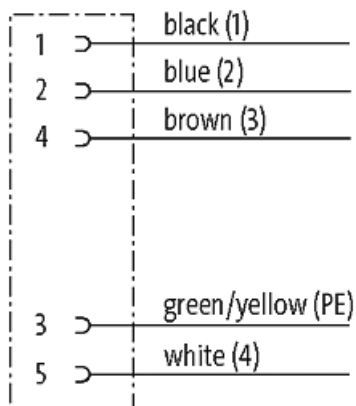 1 black (1)
2 blue (2)
4 brown (3)
3 green/yellow (PE)
5 white (4)